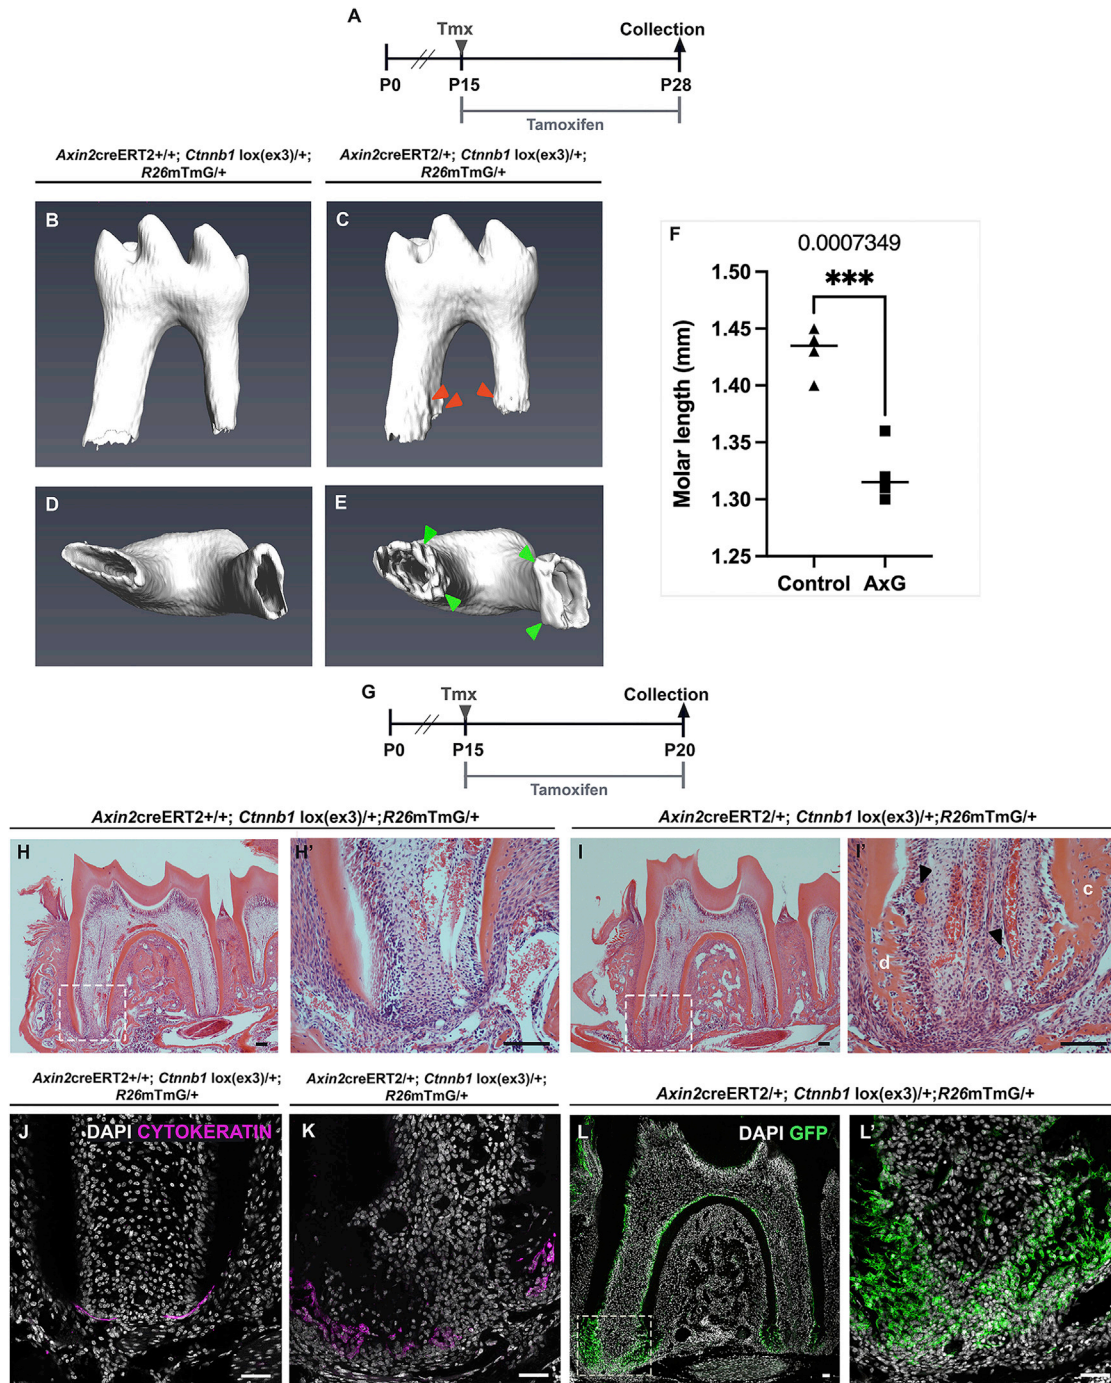 A
Tmx
Collection
P0
P15
P28
Tamoxifen
Axin2creERT2+/+; Ctnnb1 lox(ex3)/+;
R26mTmG/+
Axin2creERT2/+; Ctnnb1 lox(ex3)/+;
R26mTmG/+
B
C
D
E
F
0.0007349
***
Molar length (mm)
1.50
1.45
1.40
1.35
1.30
1.25
Control
AxG
G
Tmx
Collection
P0
P15
P20
Tamoxifen
Axin2creERT2+/+; Ctnnb1 lox(ex3)/+;R26mTmG/+
Axin2creERT2/+; Ctnnb1 lox(ex3)/+;R26mTmG/+
H
H'
I
I'
c
d
Axin2creERT2+/+; Ctnnb1 lox(ex3)/+;
R26mTmG/+
Axin2creERT2/+; Ctnnb1 lox(ex3)/+;
R26mTmG/+
Axin2creERT2/+; Ctnnb1 lox(ex3)/+;R26mTmG/+
J
DAPI CYTOKERATIN
K
L
DAPI GFP
L'